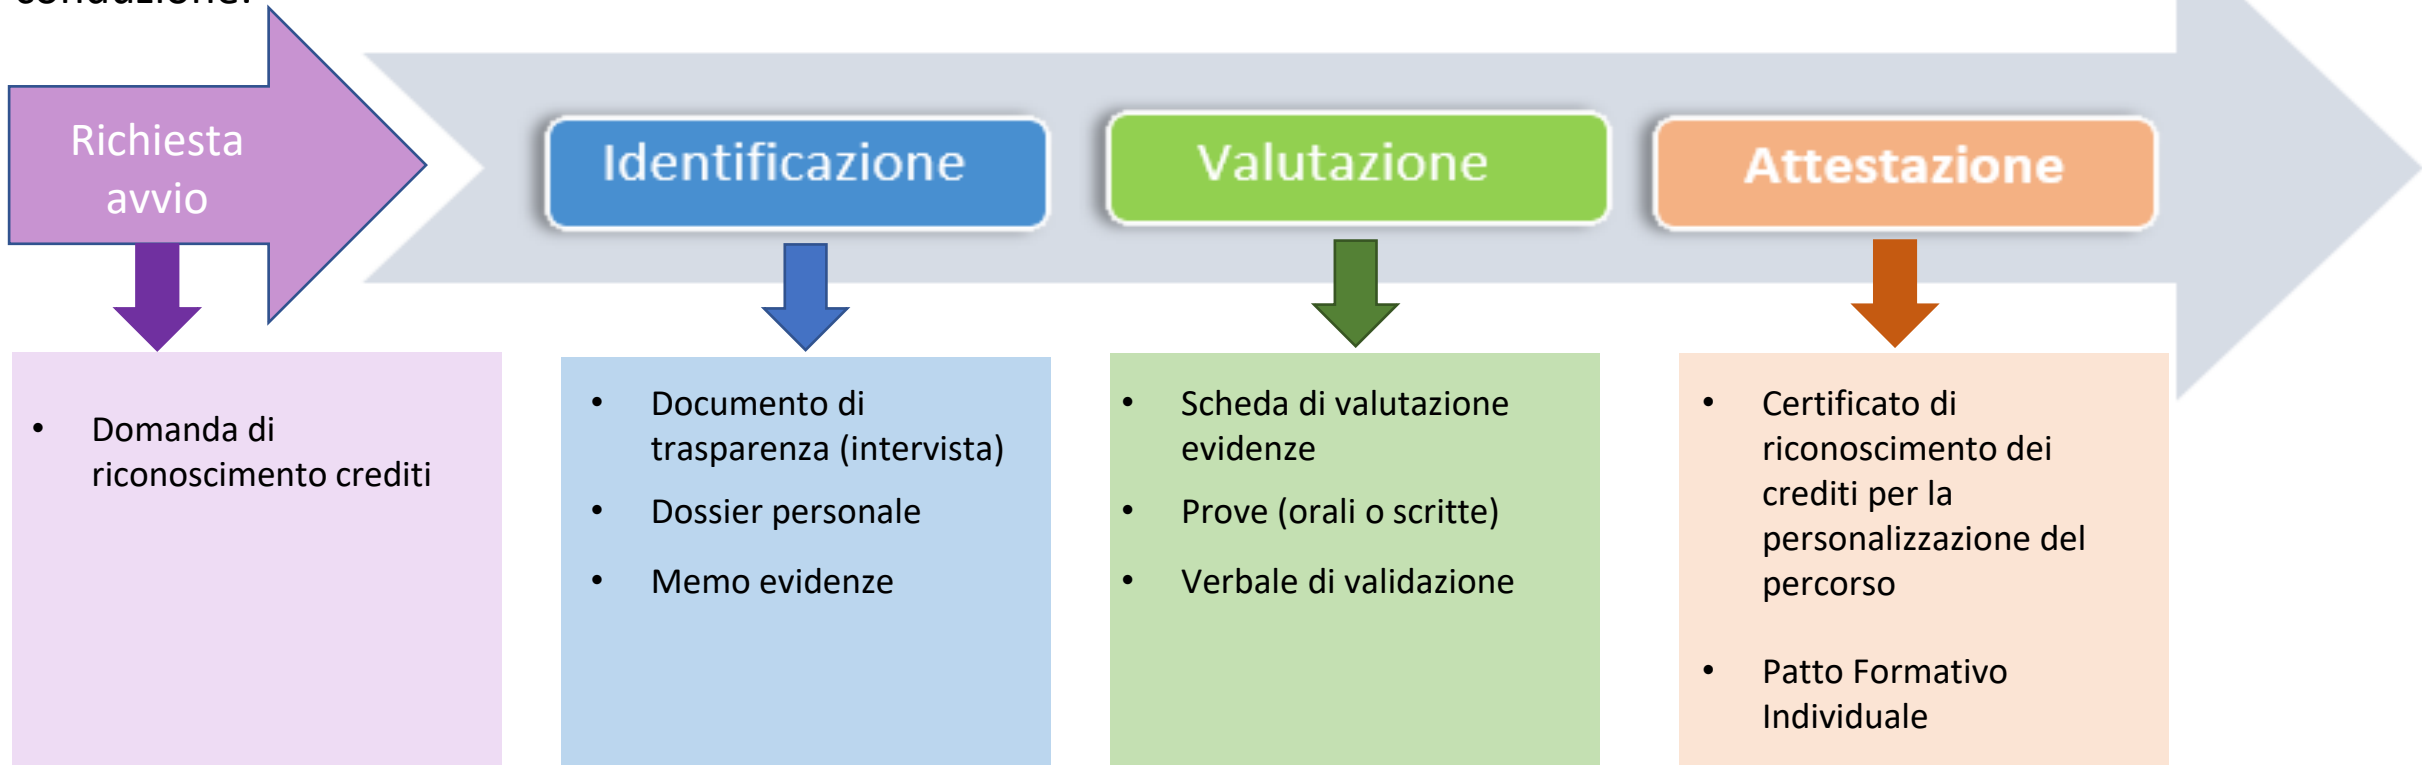 Richiesta
avvio
Identificazione
Valutazione
Attestazione
• Domanda di
riconoscimento crediti
• Documento di
trasparenza (intervista)
• Dossier personale
• Memo evidenze
• Scheda di valutazione
evidenze
• Prove (orali o scritte)
• Verbale di validazione
• Certificato di
riconoscimento dei
crediti per la
personalizzazione del
percorso
• Patto Formativo
Individuale